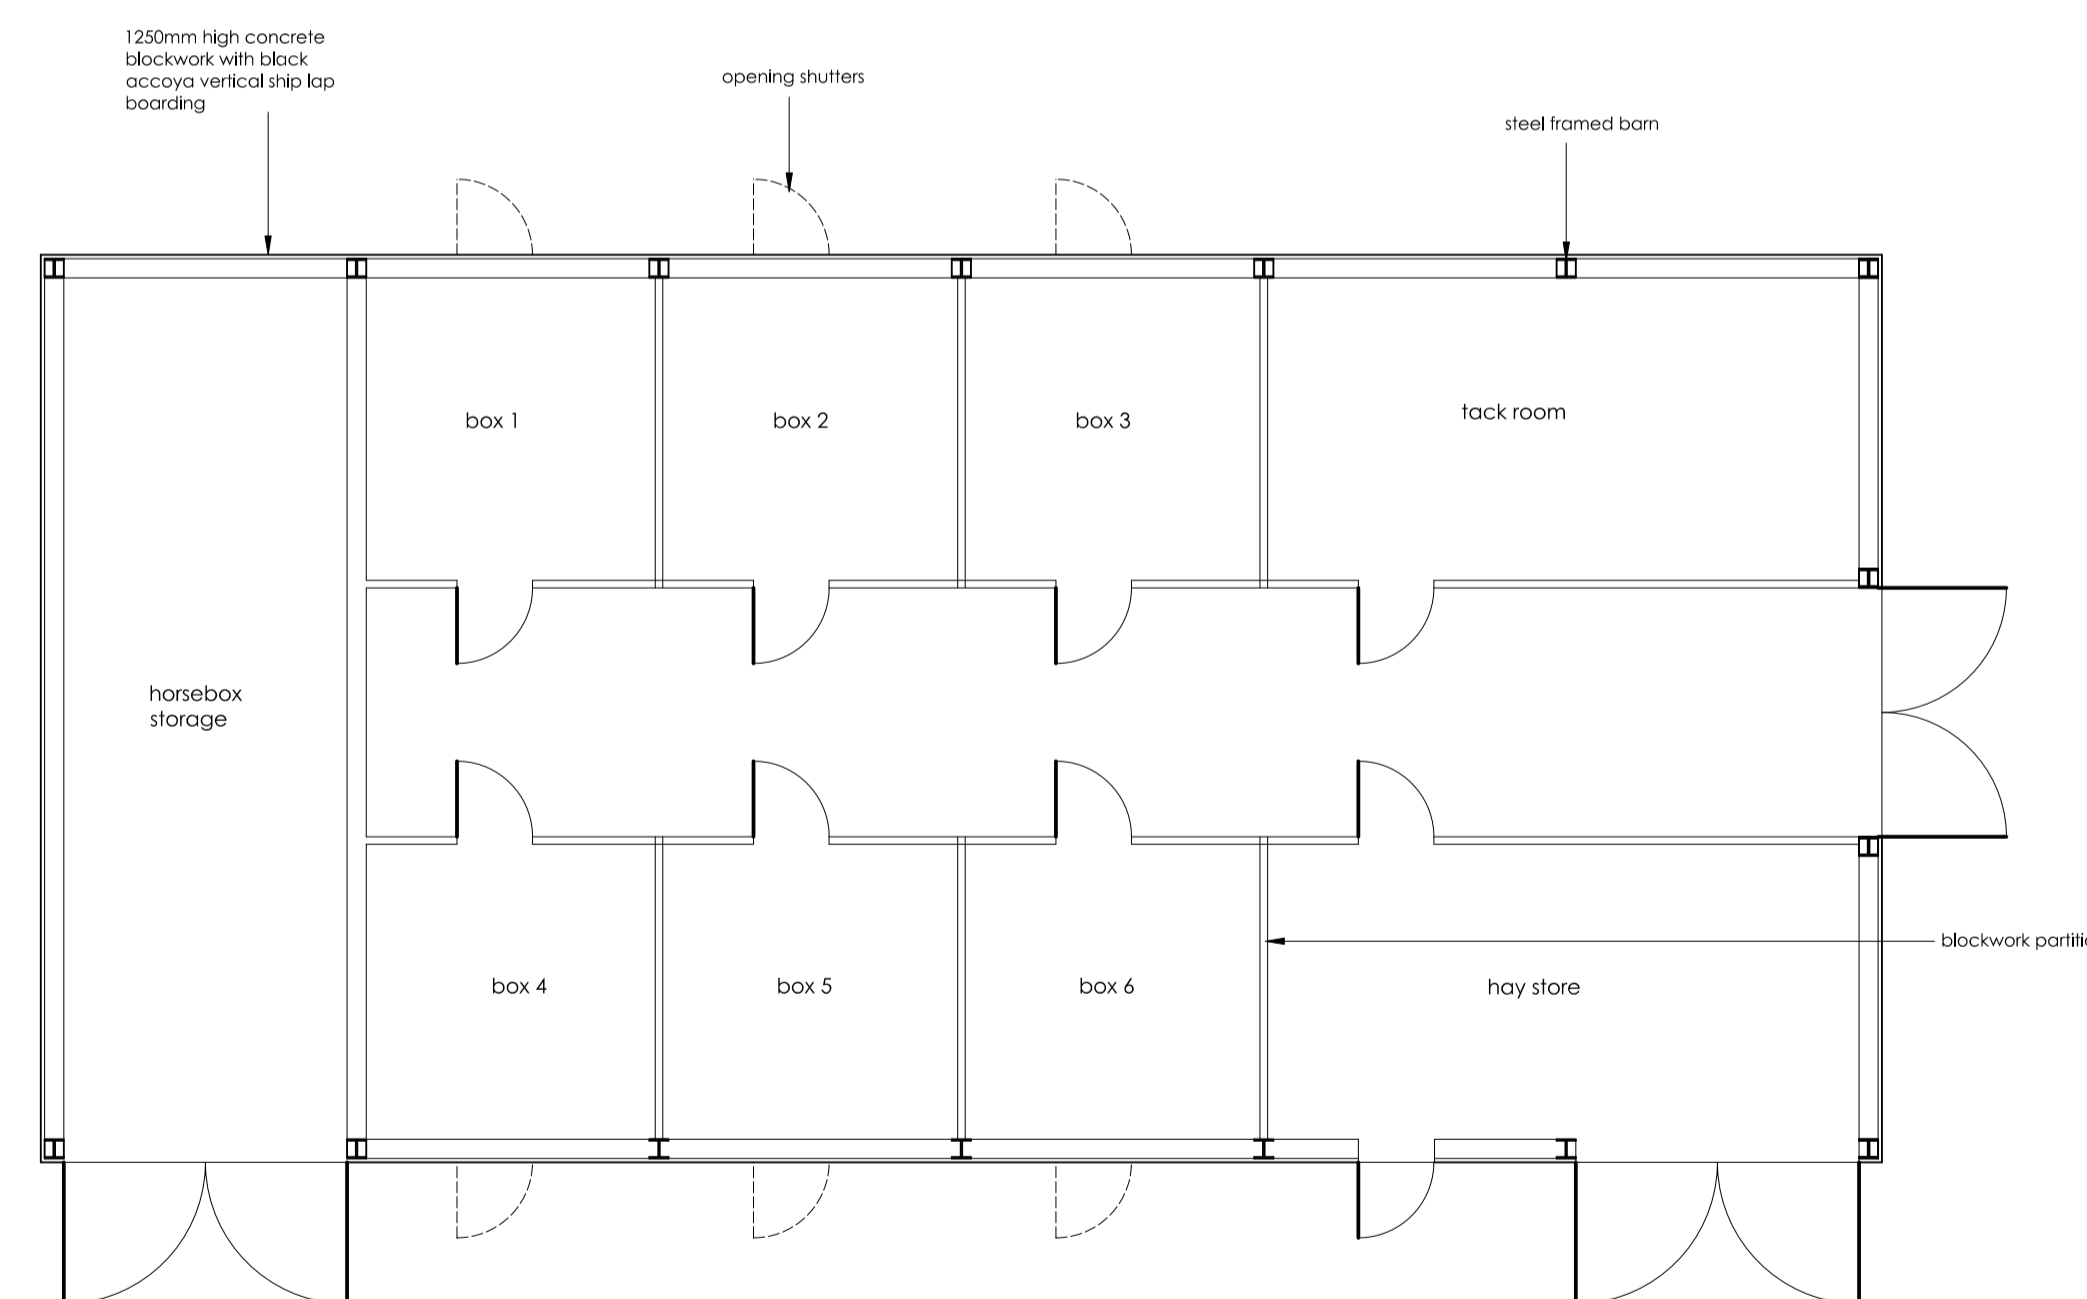 1250mm high concrete
blockwork with black
accoya vertical ship lap
boarding
opening shutters
steel framed barn
box 1
box 2
box 3
tack room
horsebox
storage
blockwork
box 4
box 5
box 6
hay store